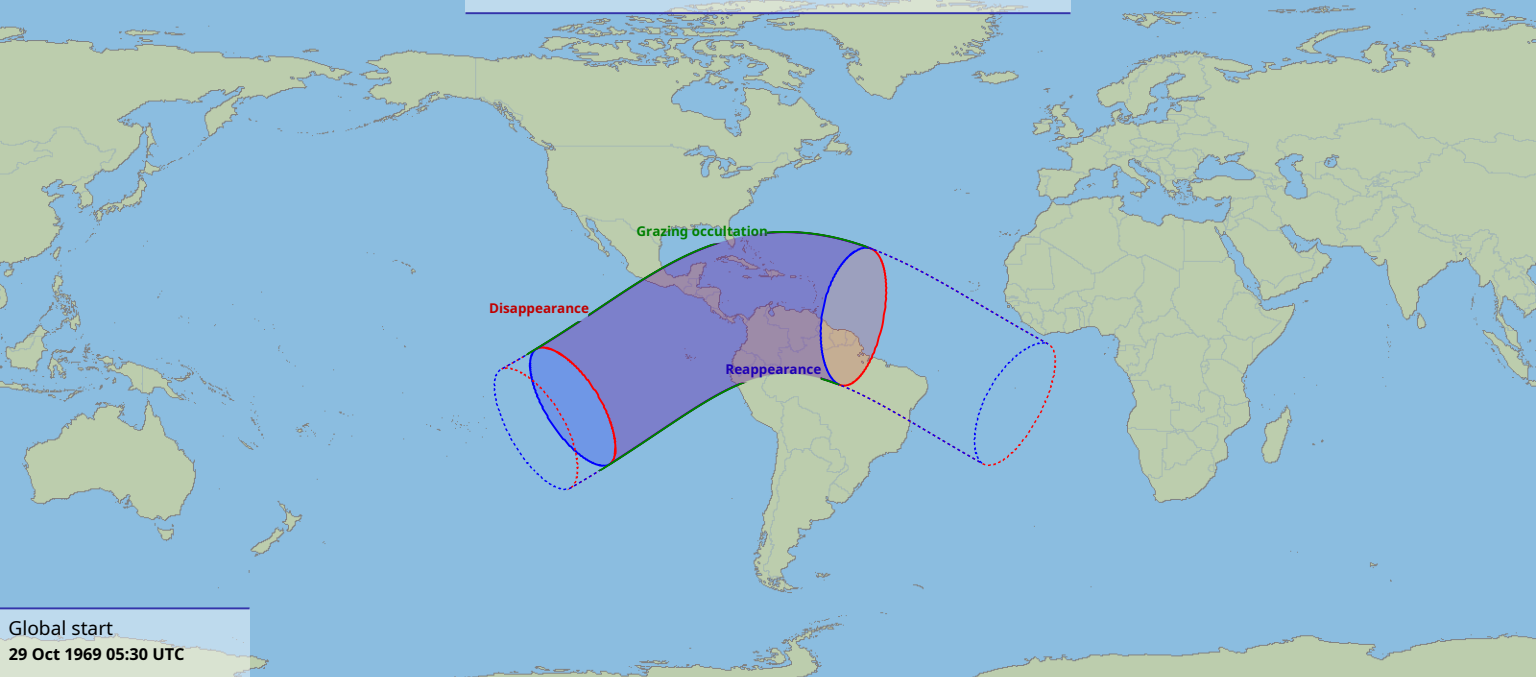 Grazing occultation
Disappearance
Reappearance
Global start
29 Oct 1969 05:30 UTC